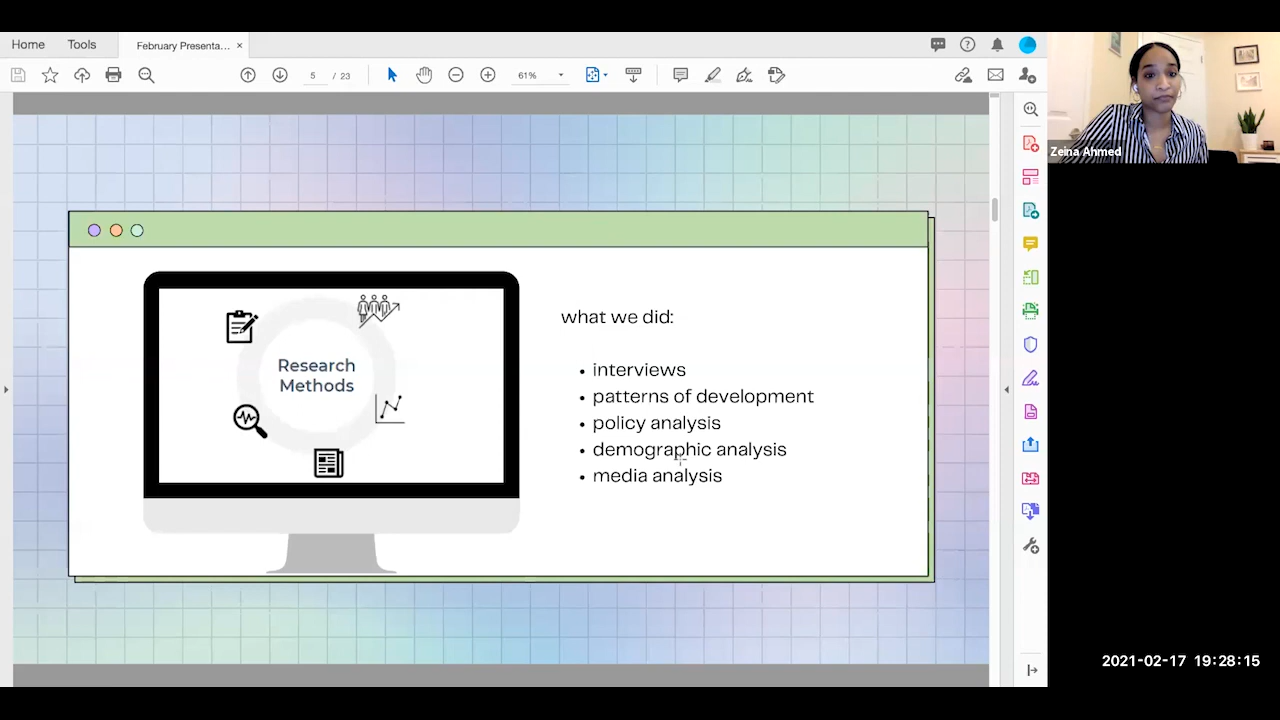 Home
Tools
February Presenta...
5 / 23
61%
Zeina Ahmed
Research
Methods
what we did:
• interviews
• patterns of development
• policy analysis
• demographic analysis
• media analysis
2021-02-17 19:28:15